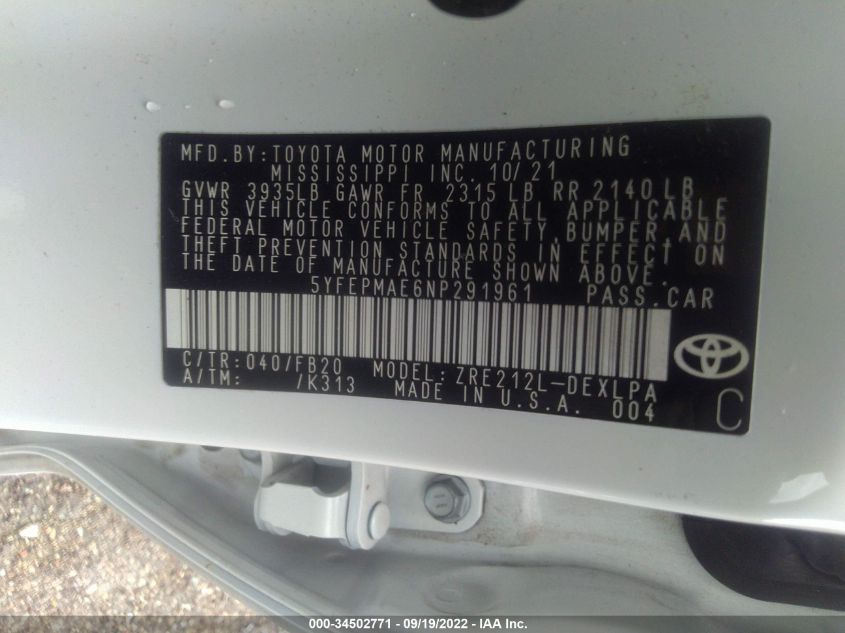 MFD. BY: TOYOTA MOTOR MANUFACTURING
MISSISSIPPI INC. 10/21
GVWR 3935LB GAWR FR 2315 LB RR 2140 LB
THIS VEHICLE CONFORMS TO ALL APPLICABLE
FEDERAL MOTOR VEHICLE SAFETY, BUMPER, AND
THEFT PREVENTION STANDARDS IN EFFECT ON
THE DATE OF MANUFACTURE SHOWN ABOVE.
5YFEPMAE6NP291961 PASS. CAR
C/TR: 040/FB20 MODEL: ZRE212L-DEXLPA
A/TM: /K313 MADE IN U.S.A. 004 C
000-34502771 - 09/19/2022 - IAA Inc.